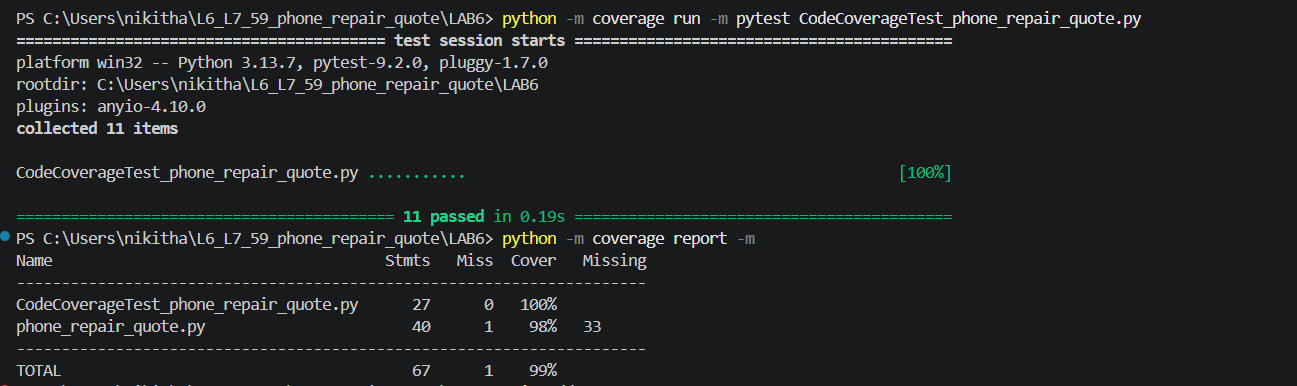 PS C:\Users\nikitha\L6_L7_59_phone_repair_quote\LAB6> python -m coverage run -m pytest CodeCoverageTest_phone_repair_quote.py
========================================= test session starts ==========================================
platform win32 -- Python 3.13.7, pytest-9.2.0, pluggy-1.7.0
rootdir: C:\Users\nikitha\L6_L7_59_phone_repair_quote\LAB6
plugins: anyio-4.10.0
collected 11 items
CodeCoverageTest_phone_repair_quote.py ........... [100%]
========================================== 11 passed in 0.19s ==========================================
PS C:\Users\nikitha\L6_L7_59_phone_repair_quote\LAB6> python -m coverage report -m
Name Stmts Miss Cover Missing
----------------------------------------------------------------------
CodeCoverageTest_phone_repair_quote.py 27 0 100%
phone_repair_quote.py 40 1 98% 33
----------------------------------------------------------------------
TOTAL 67 1 99%